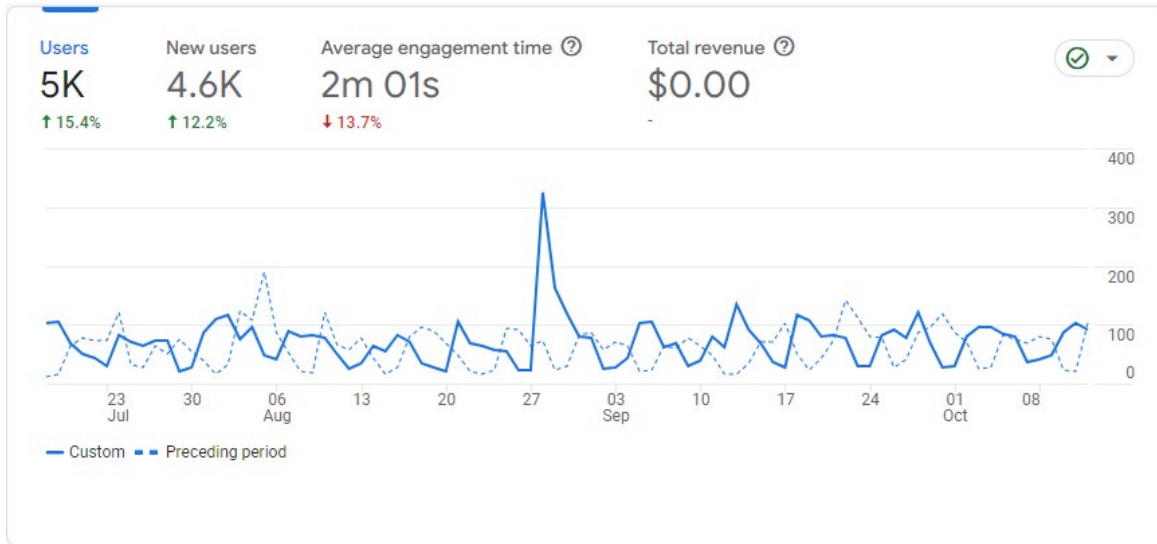 Users New users Average engagement time Total revenue
5K 4.6K 2m 01s $0.00
↑ 15.4% ↑ 12.2% ↓ 13.7% -
400
300
200
100
0
23 30 06 13 20 27 03 10 17 24 01 08
Jul Aug Sep Oct
Custom Preceding period